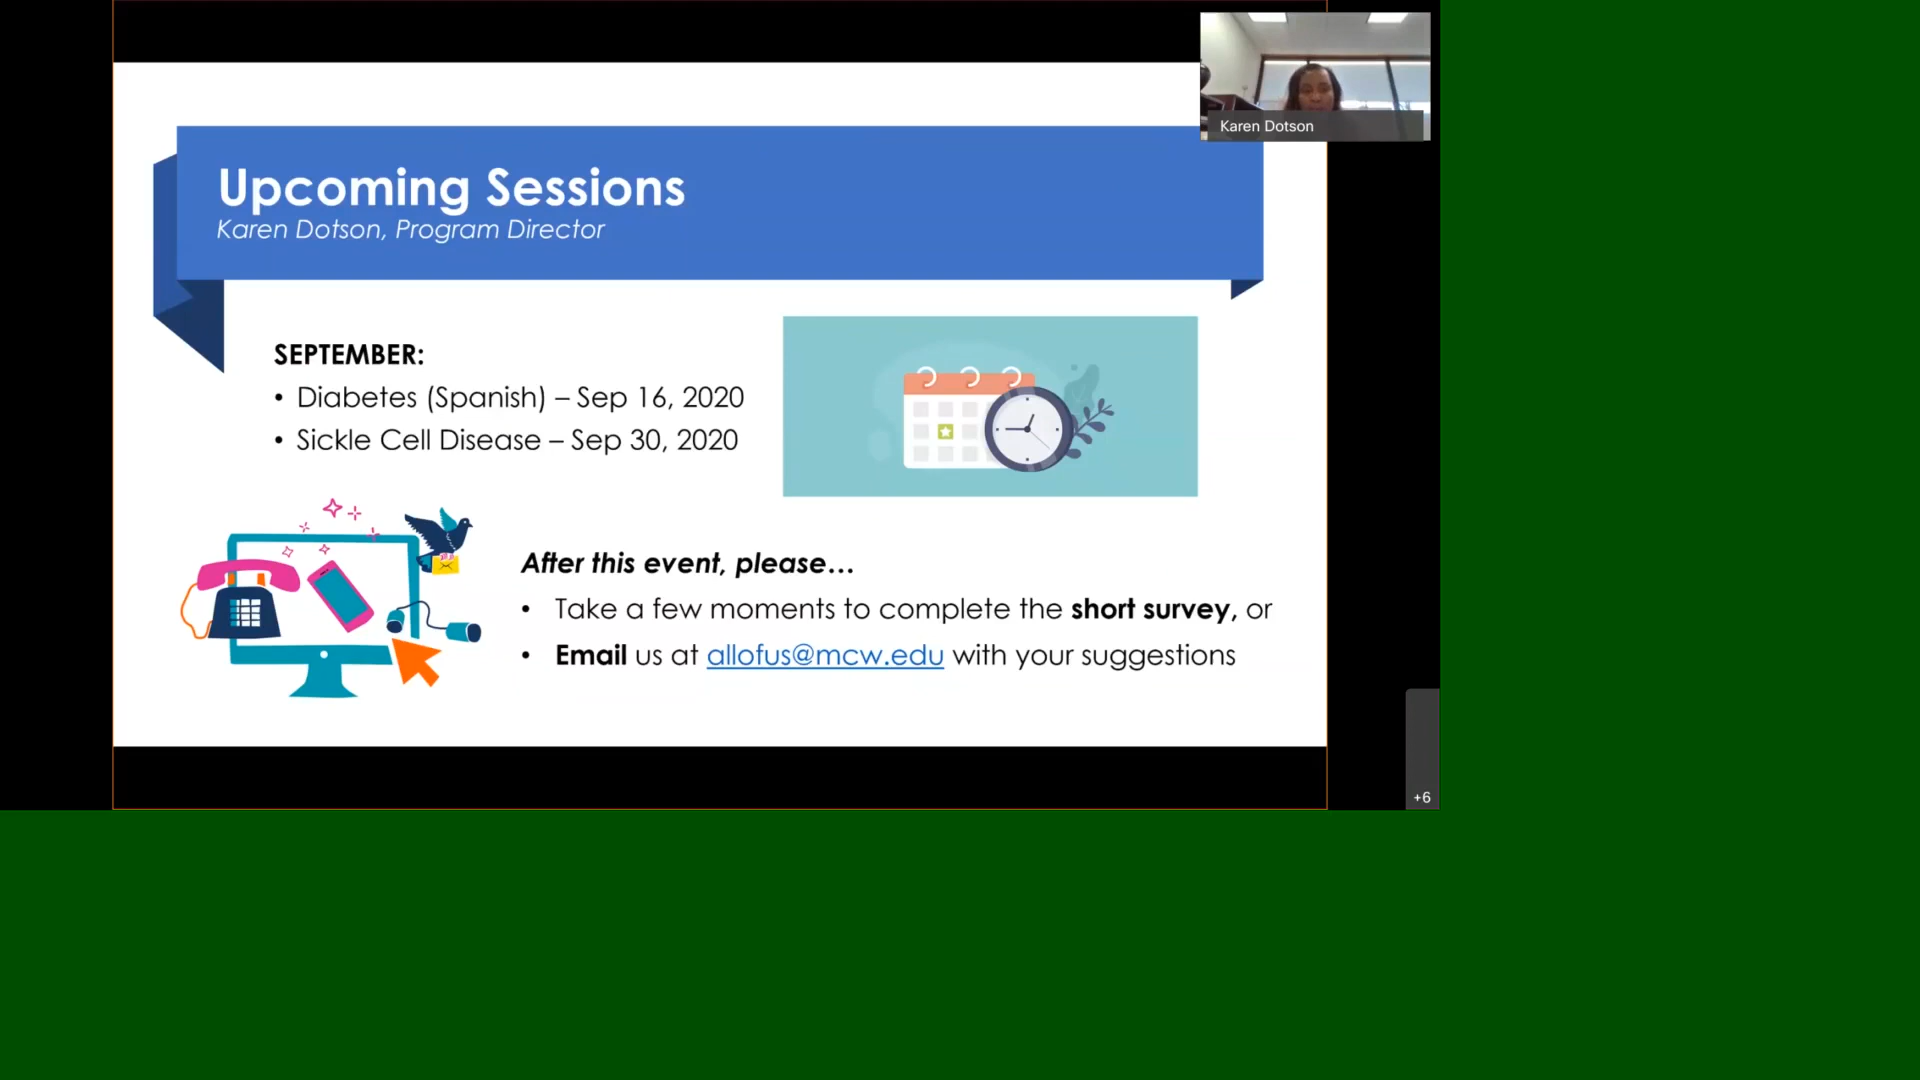 Karen Dotson
Upcoming Sessions
Karen Dotson, Program Director
SEPTEMBER:
• Diabetes (Spanish) – Sep 16, 2020
• Sickle Cell Disease – Sep 30, 2020
After this event, please…
• Take a few moments to complete the short survey, or
• Email us at allofus@mcw.edu with your suggestions
+6